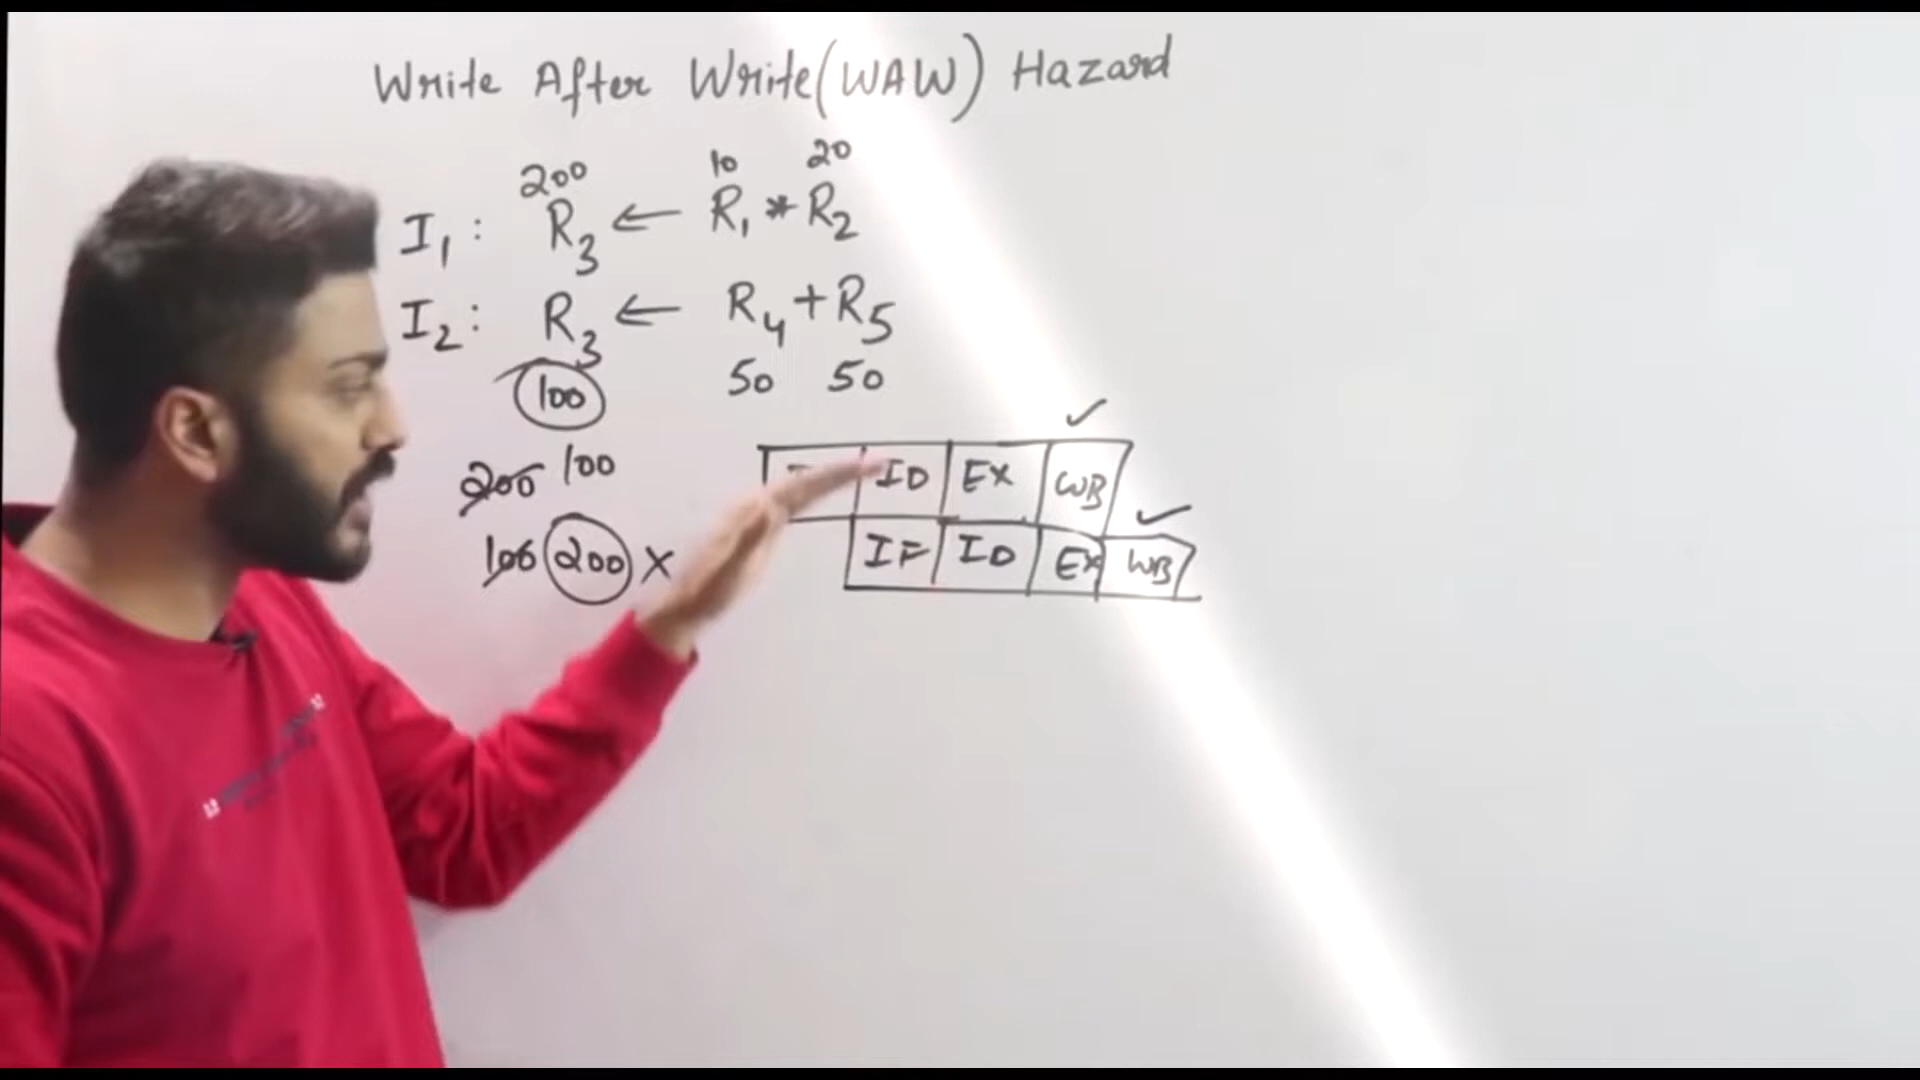 Write After Write(WAW) Hazard
200 10 20
I1: R3 ← R1 * R2
I2: R3 ← R4 + R5
100 50 50
200 100
100 200 ×
ID EX WB
IF ID EX WB